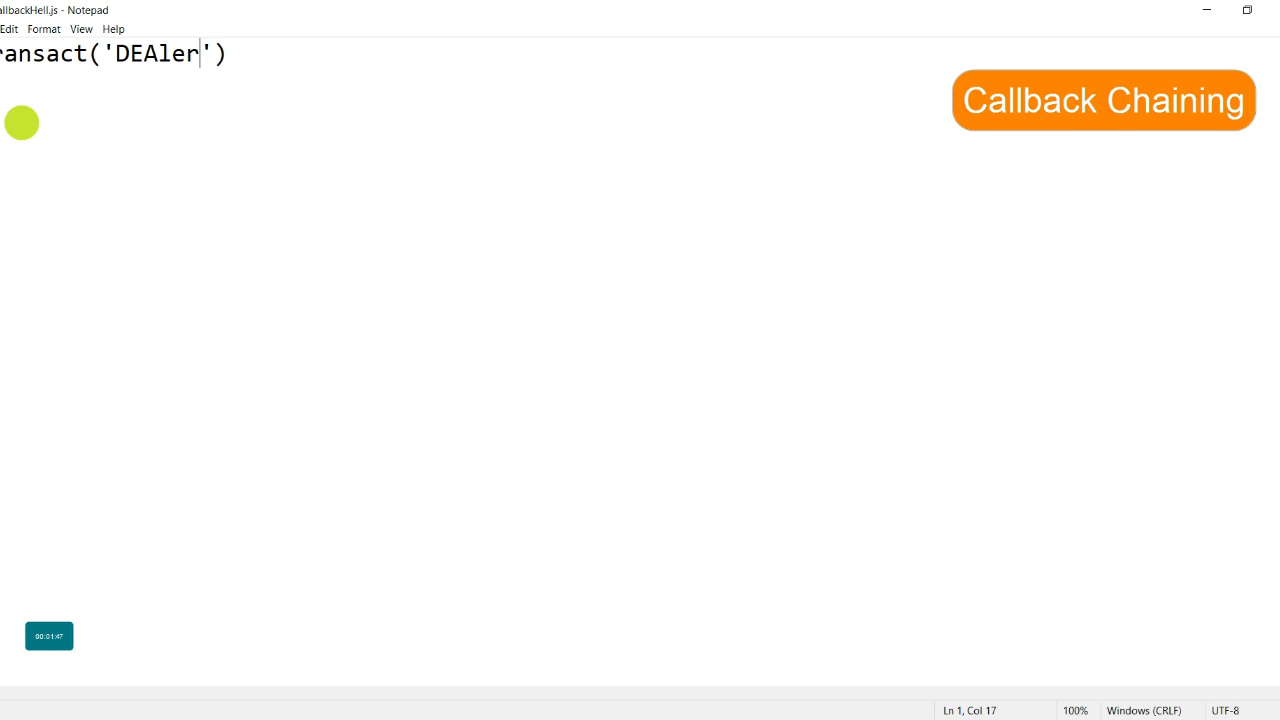 allbackHell.js - Notepad
Edit Format View Help
ransact('DEAler')
Callback Chaining
00:01:47
Ln 1, Col 17 100% Windows (CRLF) UTF-8